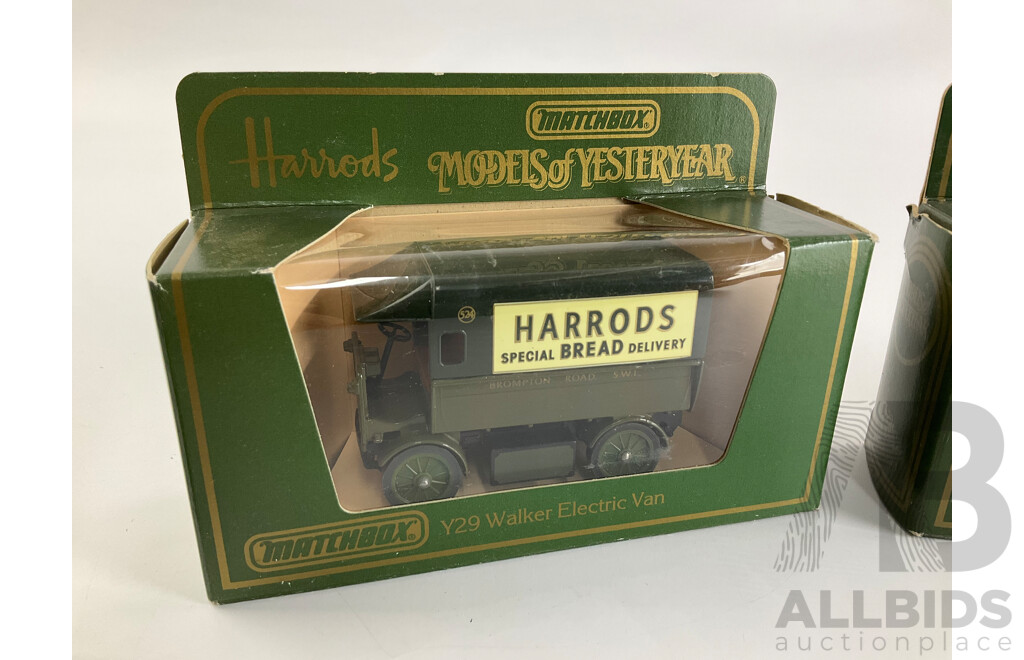 MATCHBOX®
Harrods
MODELS of YESTERYEAR®
524
HARRODS
SPECIAL BREAD DELIVERY
BROMPTON ROAD. S.W.1.
MATCHBOX®
Y29 Walker Electric Van
B
ALLBIDS
auctionplace